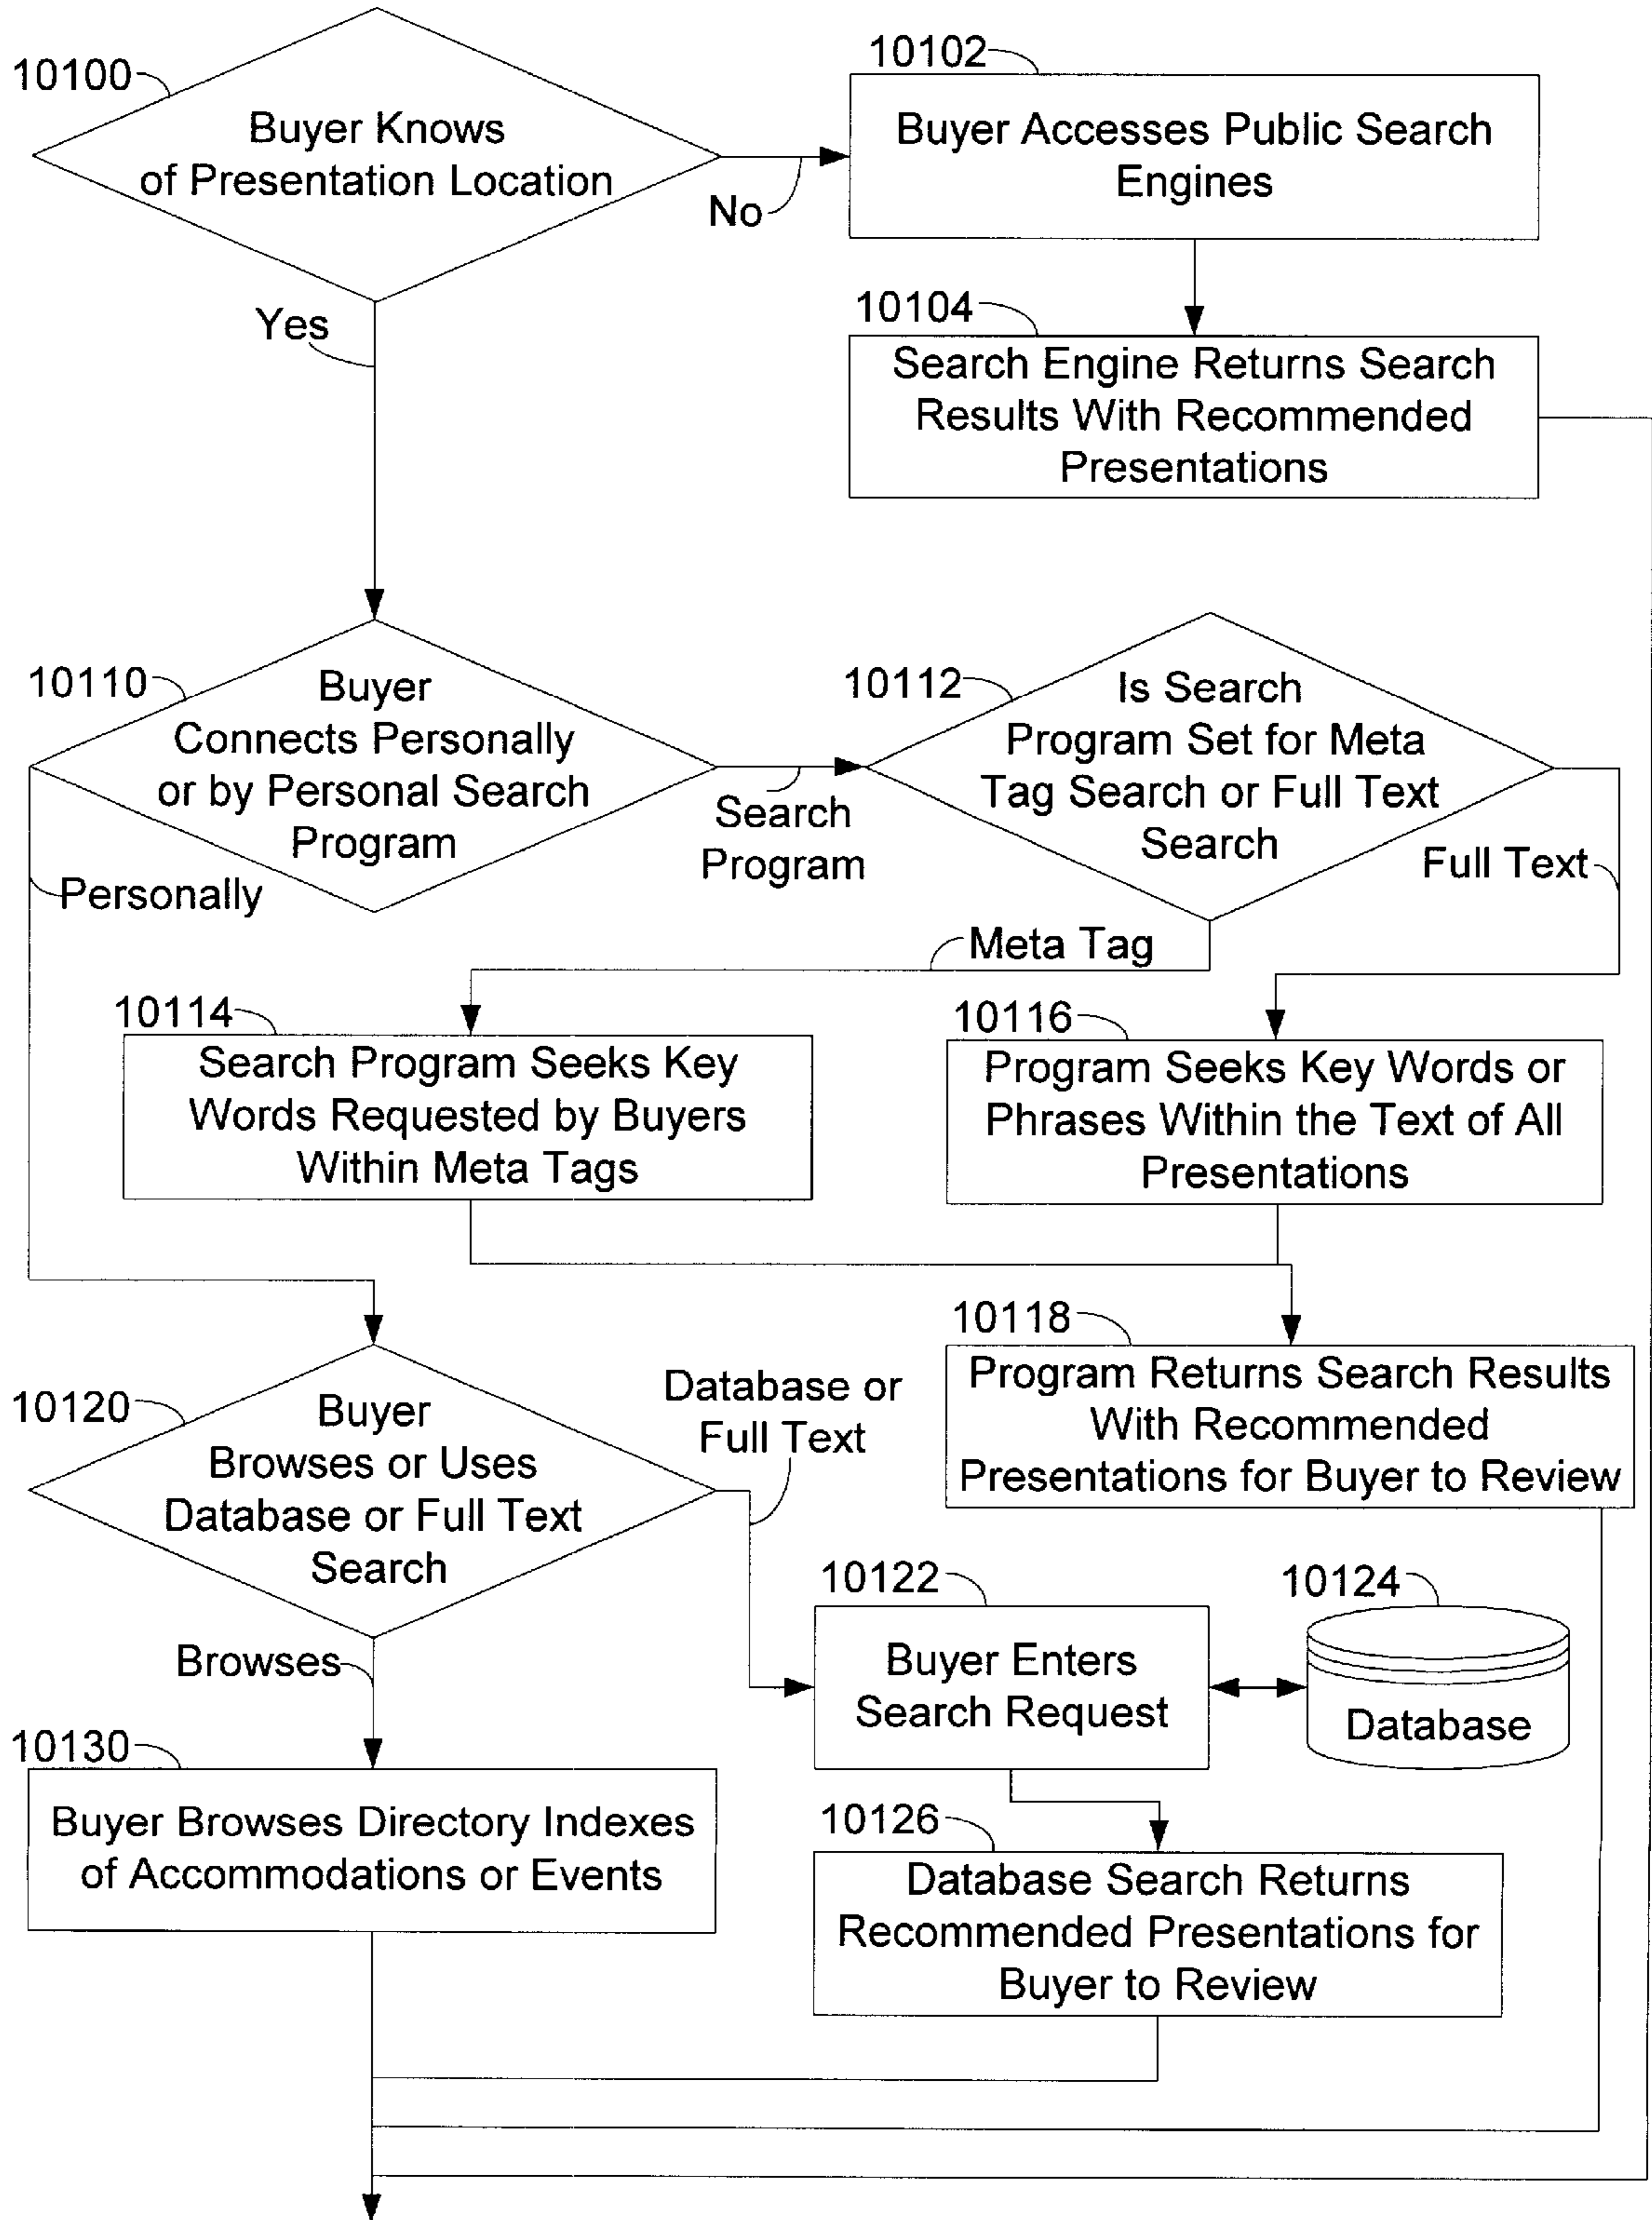 10100
Buyer Knows
of Presentation Location
No
Yes
10102
Buyer Accesses Public Search
Engines
10104
Search Engine Returns Search
Results With Recommended
Presentations
10110
Buyer
Connects Personally
or by Personal Search
Program
Search
Program
Personally
10112
Is Search
Program Set for Meta
Tag Search or Full Text
Search
Full Text
Meta Tag
10114
Search Program Seeks Key
Words Requested by Buyers
Within Meta Tags
10116
Program Seeks Key Words or
Phrases Within the Text of All
Presentations
10118
Program Returns Search Results
With Recommended
Presentations for Buyer to Review
10120
Buyer
Browses or Uses
Database or Full Text
Search
Database or
Full Text
Browses
10122
Buyer Enters
Search Request
10124
Database
10126
Database Search Returns
Recommended Presentations for
Buyer to Review
10130
Buyer Browses Directory Indexes
of Accommodations or Events